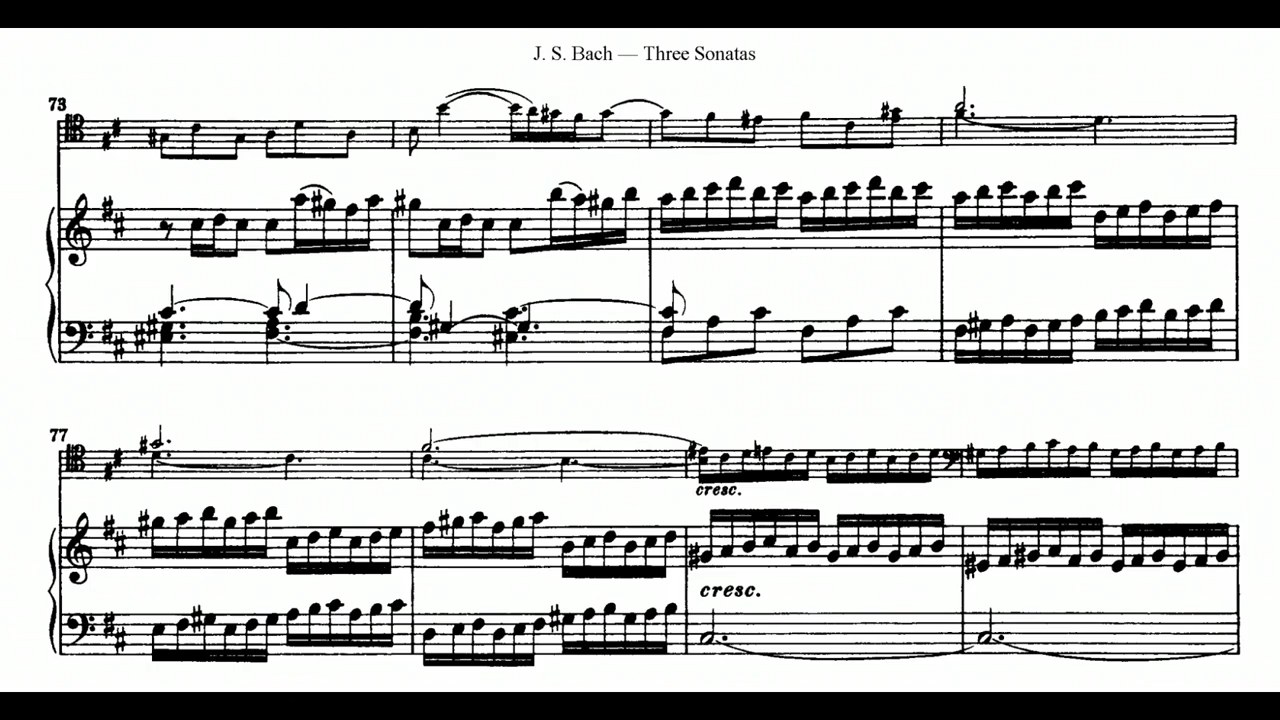 J. S. Bach — Three Sonatas
73
77
cresc.
cresc.